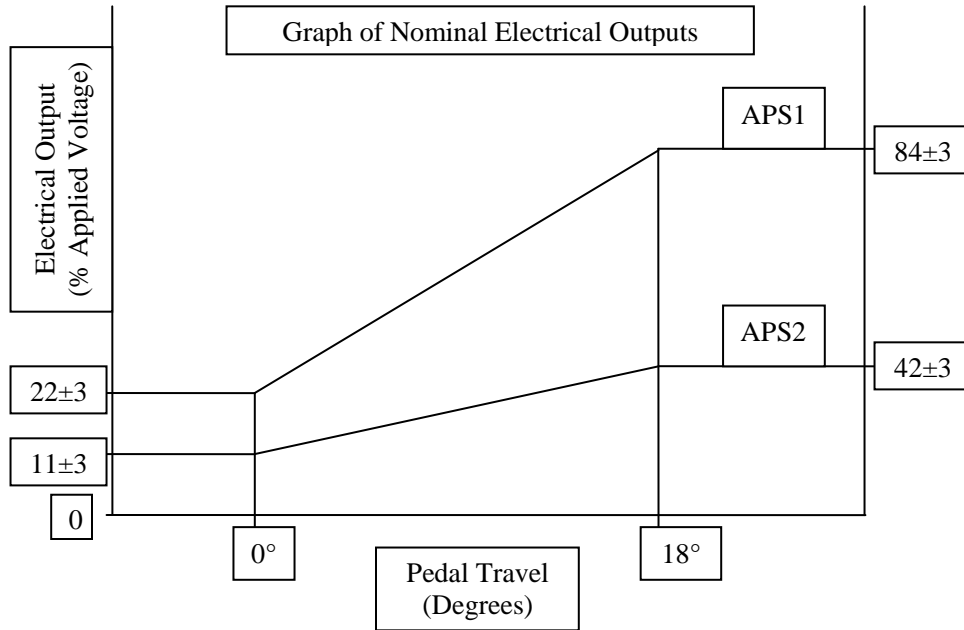 Graph of Nominal Electrical Outputs
Electrical Output
(% Applied Voltage)
APS1
84±3
APS2
42±3
22±3
11±3
0
0°
18°
Pedal Travel
(Degrees)